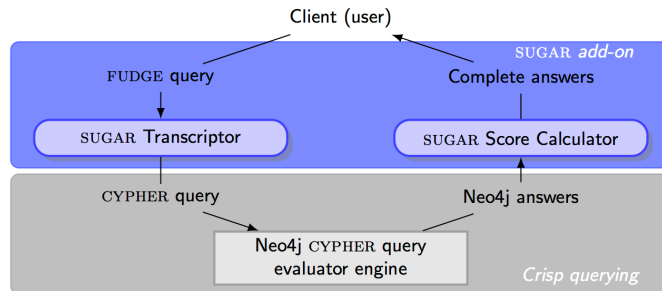 Client (user)
SUGAR add-on
FUDGE query
Complete answers
SUGAR Transcriptor
SUGAR Score Calculator
CYPHER query
Neo4j answers
Neo4j CYPHER query
evaluator engine
Crisp querying